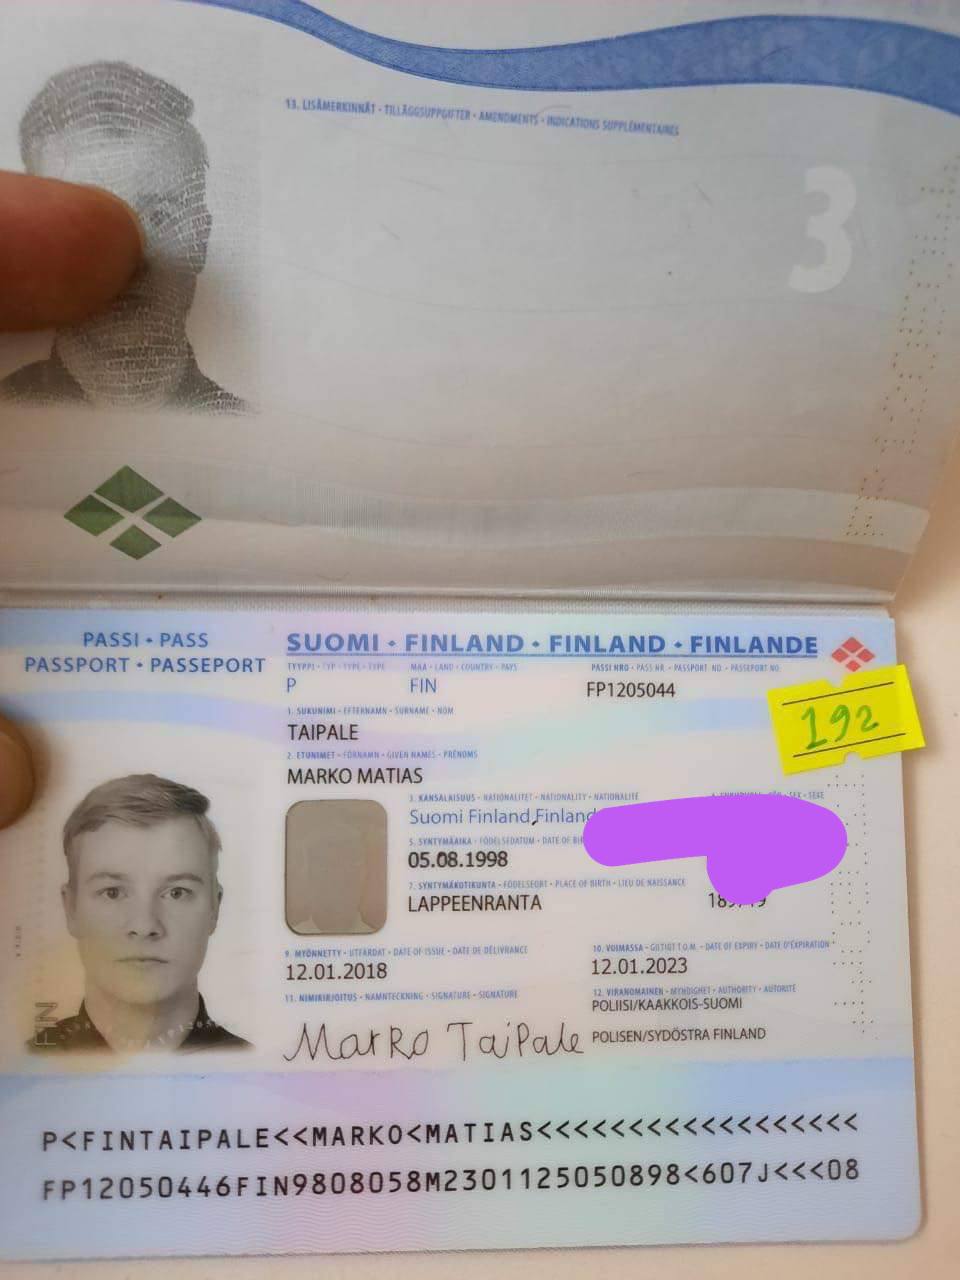 13. LISÄMERKINNÄT · TILLÄGGSUPPGIFTER · AMENDMENTS · INDICATIONS SUPPLÉMENTAIRES
3
PASSI · PASS
PASSPORT · PASSEPORT
SUOMI · FINLAND · FINLAND · FINLANDE
TYYPPI · TYP · TYPE · TYPE MAA · LAND · COUNTRY · PAYS PASSI NRO · PASS NR · PASSPORT NO. · PASSEPORT NO.
P FIN FP1205044
1. SUKUNIMI · EFTERNAMN · SURNAME · NOM
TAIPALE
192
2. ETUNIMET · FÖRNAMN · GIVEN NAMES · PRÉNOMS
MARKO MATIAS
3. KANSALAISUUS · NATIONALITET · NATIONALITY · NATIONALITÉ SEX · SEXE
Suomi Finland Finland
5. SYNTYMÄAIKA · FÖDELSEDATUM · DATE OF
05.08.1998
7. SYNTYMÄKOTIKUNTA · FÖDELSEORT · PLACE OF BIRTH · LIEU DE NAISSANCE
LAPPEENRANTA
9. MYÖNNETTY · UTFÄRDAT · DATE OF ISSUE · DATE DE DÉLIVRANCE
12.01.2018
10. VOIMASSA · GILTIGT T.O.M. · DATE OF EXPIRY · DATE D'EXPIRATION
12.01.2023
11. NIMIKIRJOITUS · NAMNTECKNING · SIGNATURE · SIGNATURE
Marko Taipale
12. VIRANOMAINEN · MYNDIGHET · AUTHORITY · AUTORITÉ
POLIISI/KAAKKOIS-SUOMI
POLISEN/SYDÖSTRA FINLAND
FIN
P<FINTAIPALE<<MARKO<MATIAS<<<<<<<<<<<<<<<<<<
FP12050446FIN9808058M2301125050898<607J<<<08